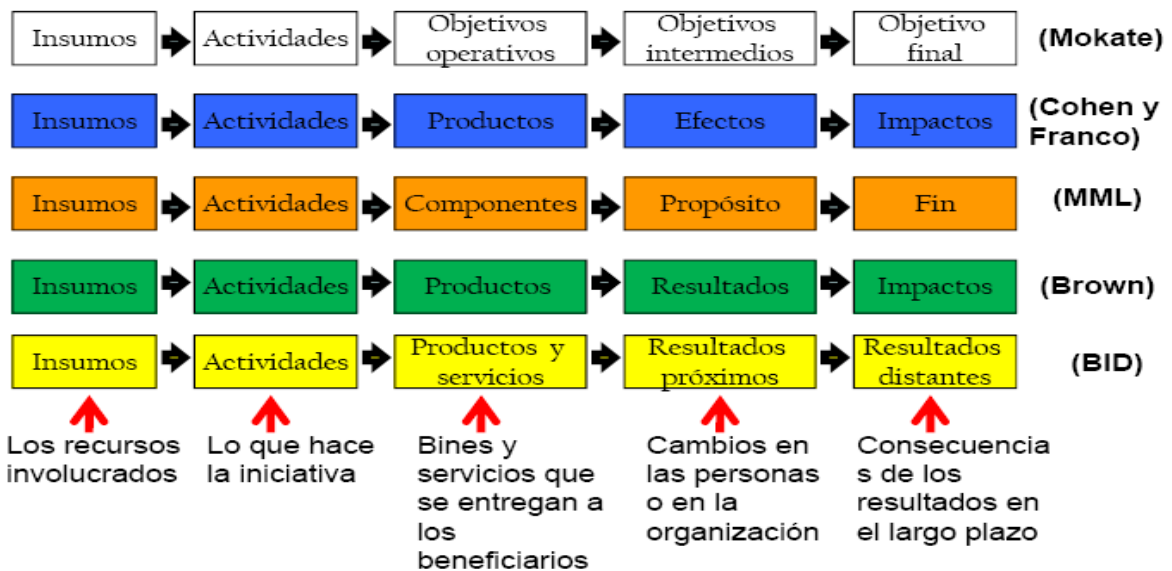 Insumos
Actividades
Objetivos
operativos
Objetivos
intermedios
Objetivo
final
(Mokate)
Insumos
Actividades
Productos
Efectos
Impactos
(Cohen y
Franco)
Insumos
Actividades
Componentes
Propósito
Fin
(MML)
Insumos
Actividades
Productos
Resultados
Impactos
(Brown)
Insumos
Actividades
Productos y
servicios
Resultados
próximos
Resultados
distantes
(BID)
Los recursos
involucrados
Lo que hace
la iniciativa
Bines y
servicios que
se entregan a
los
beneficiarios
Cambios en
las personas
o en la
organización
Consecuencia
s de los
resultados en
el largo plazo